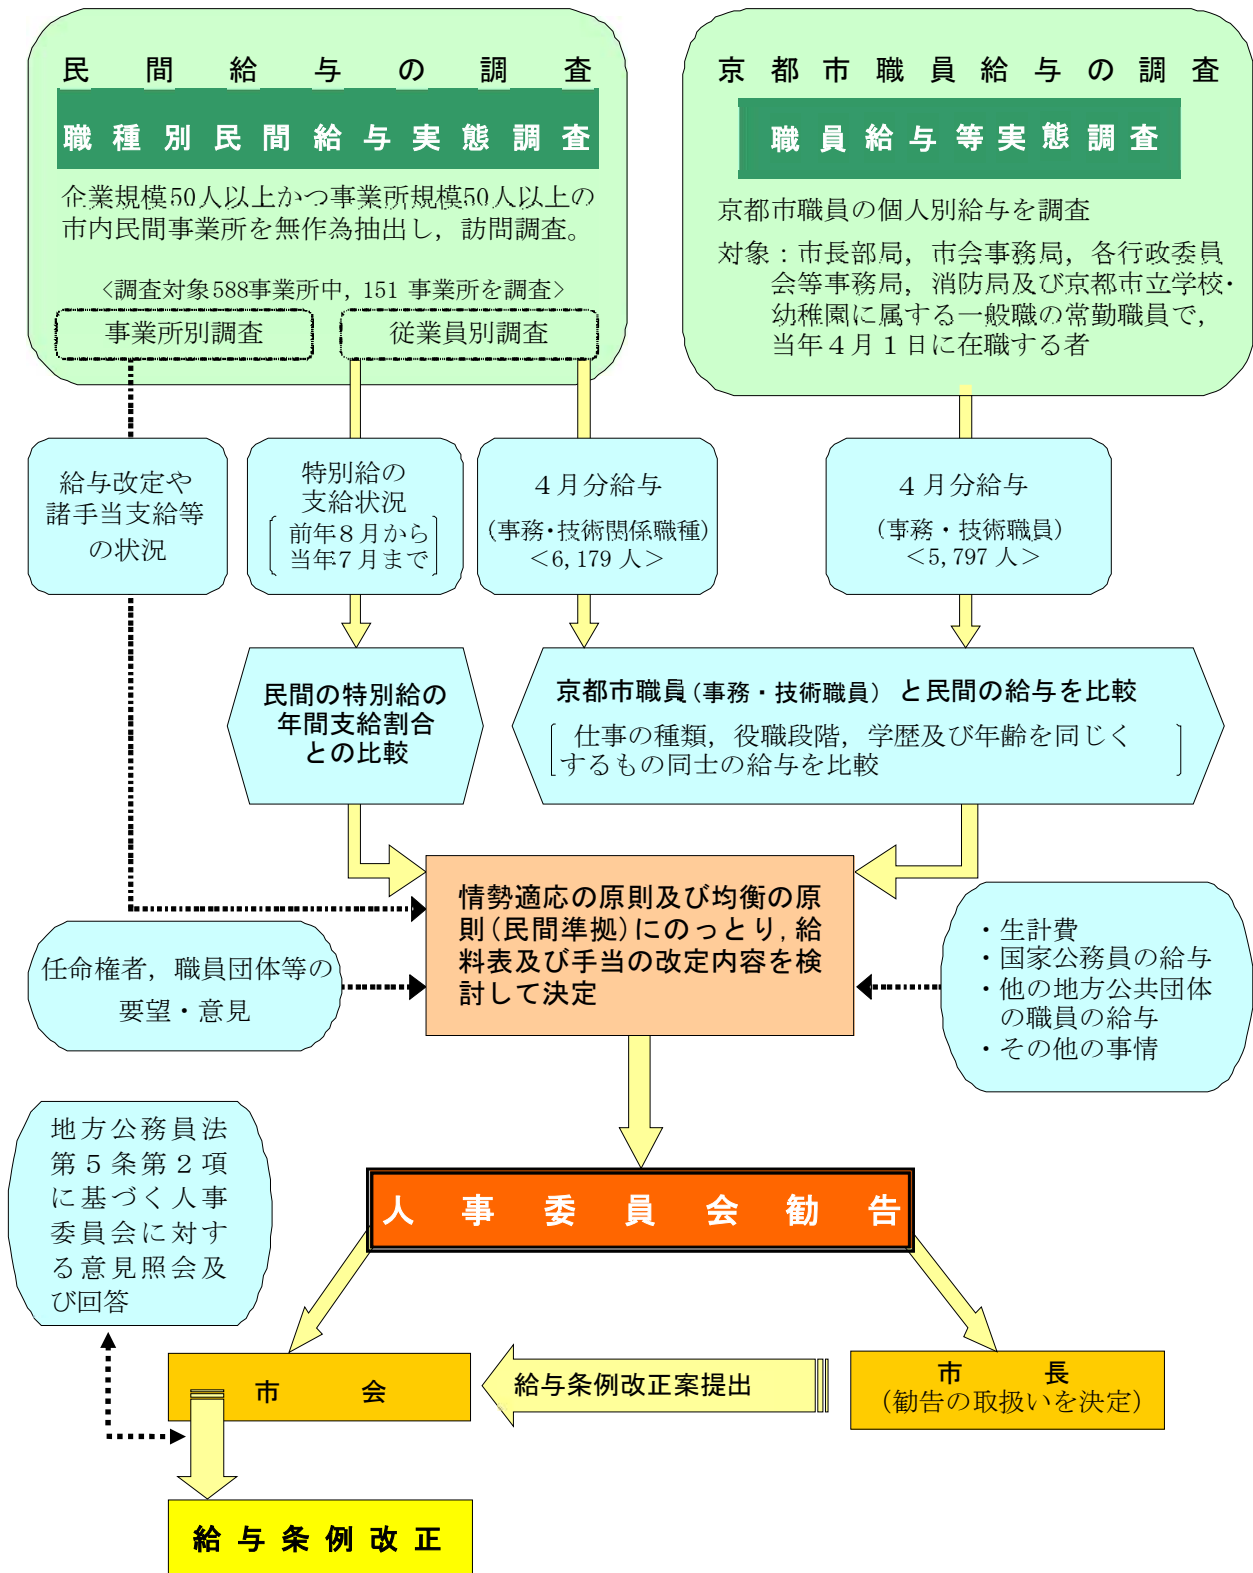 民間給与の調査
職種別民間給与実態調査
企業規模50人以上かつ事業所規模50人以上の
市内民間事業所を無作為抽出し，訪問調査。
＜調査対象588事業所中，151 事業所を調査＞
事業所別調査
従業員別調査
京都市職員給与の調査
職員給与等実態調査
京都市職員の個人別給与を調査
対象：市長部局，市会事務局，各行政委員
会等事務局，消防局及び京都市立学校・
幼稚園に属する一般職の常勤職員で，
当年４月１日に在職する者
給与改定や
諸手当支給等
の状況
特別給の
支給状況
前年８月から
当年７月まで
４月分給与
(事務・技術関係職種)
＜6,179 人＞
４月分給与
(事務・技術職員)
＜5,797 人＞
民間の特別給の
年間支給割合
との比較
京都市職員(事務・技術職員) と民間の給与を比較
仕事の種類，役職段階，学歴及び年齢を同じく
するもの同士の給与を比較
情勢適応の原則及び均衡の原
則(民間準拠)にのっとり，給
料表及び手当の改定内容を検
討して決定
任命権者，職員団体等の
要望・意見
・生計費
・国家公務員の給与
・他の地方公共団体
の職員の給与
・その他の事情
地方公務員法
第５条第２項
に基づく人事
委員会に対す
る意見照会及
び回答
人事委員会勧告
市会
給与条例改正案提出
市長
(勧告の取扱いを決定)
給与条例改正